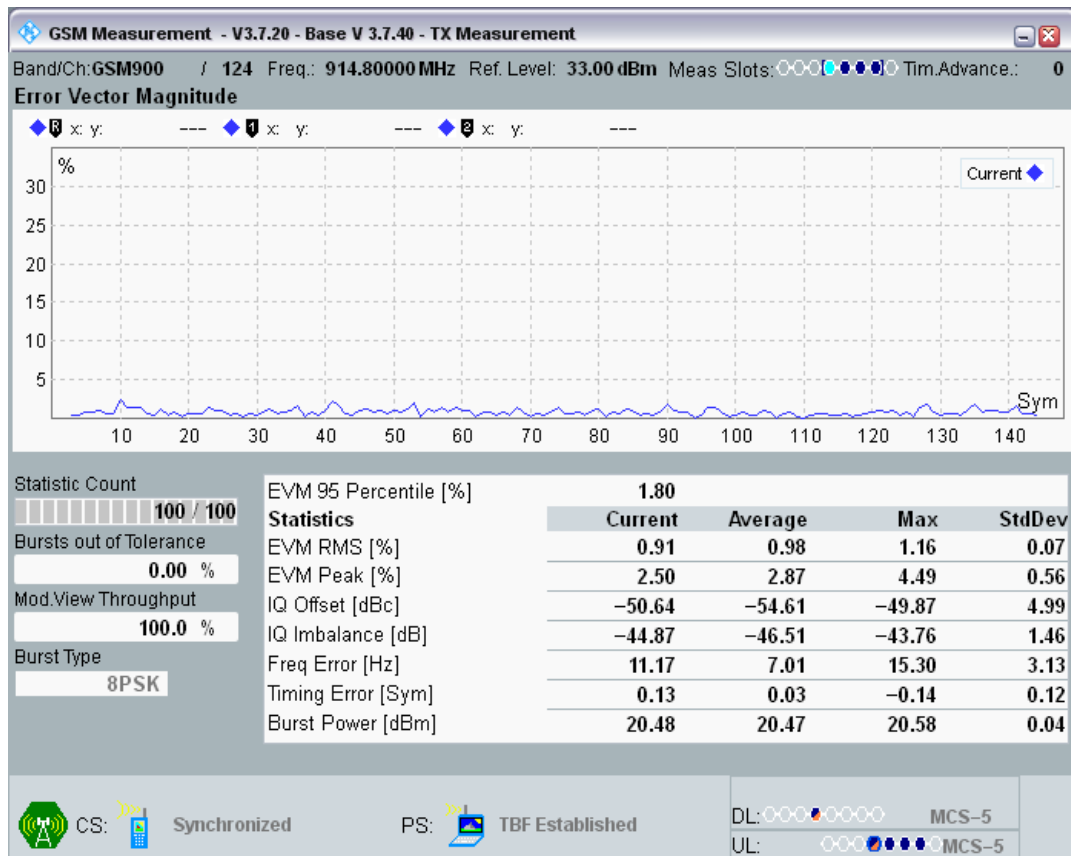 GSM Measurement - V3.7.20 - Base V 3.7.40 - TX Measurement
Band/Ch:GSM900 / 124 Freq.: 914.80000 MHz Ref. Level: 33.00 dBm Meas Slots: Tim.Advance.: 0
Error Vector Magnitude
R x: y: --- 1 x: y: --- 2 x: y: ---
%
Current
30
25
20
15
10
5
Sym
10 20 30 40 50 60 70 80 90 100 110 120 130 140
Statistic Count
100 / 100
Bursts out of Tolerance
0.00 %
Mod.View Throughput
100.0 %
Burst Type
8PSK
EVM 95 Percentile [%] 1.80
Statistics Current Average Max StdDev
EVM RMS [%] 0.91 0.98 1.16 0.07
EVM Peak [%] 2.50 2.87 4.49 0.56
IQ Offset [dBc] −50.64 −54.61 −49.87 4.99
IQ Imbalance [dB] −44.87 −46.51 −43.76 1.46
Freq Error [Hz] 11.17 7.01 15.30 3.13
Timing Error [Sym] 0.13 0.03 −0.14 0.12
Burst Power [dBm] 20.48 20.47 20.58 0.04
CS: Synchronized PS: TBF Established
DL: MCS−5
UL: MCS−5